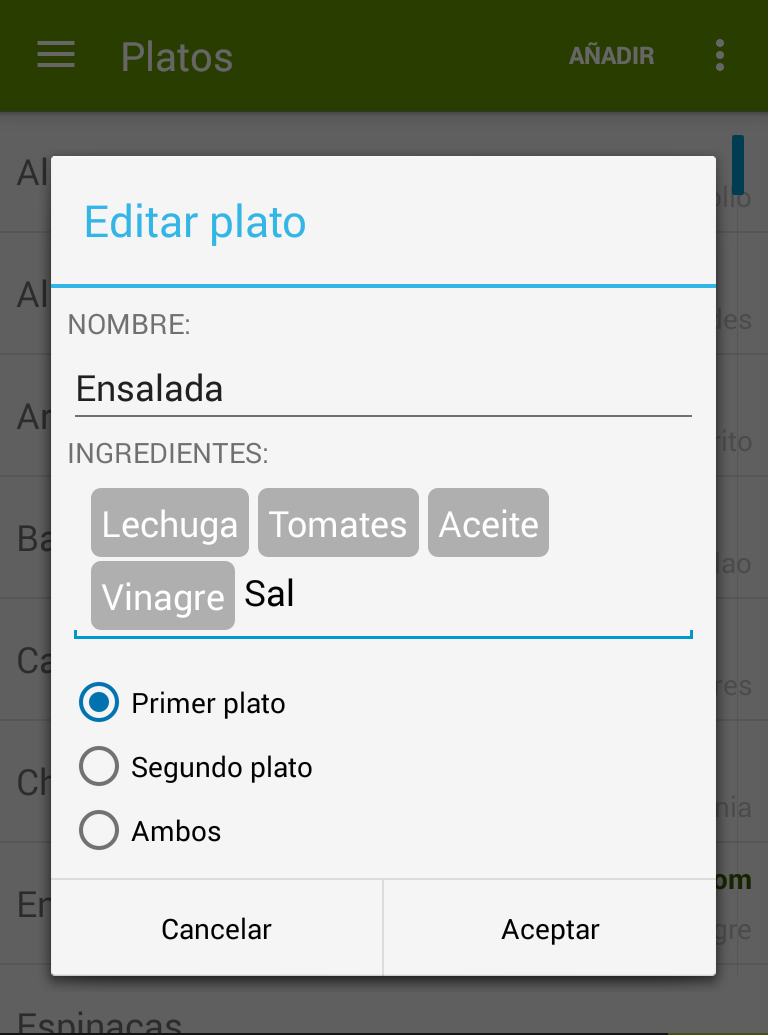 Platos AÑADIR
Editar plato
NOMBRE:
Ensalada
INGREDIENTES:
Lechuga Tomates Aceite
Vinagre Sal
Primer plato
Segundo plato
Ambos
Cancelar Aceptar
Espinacas